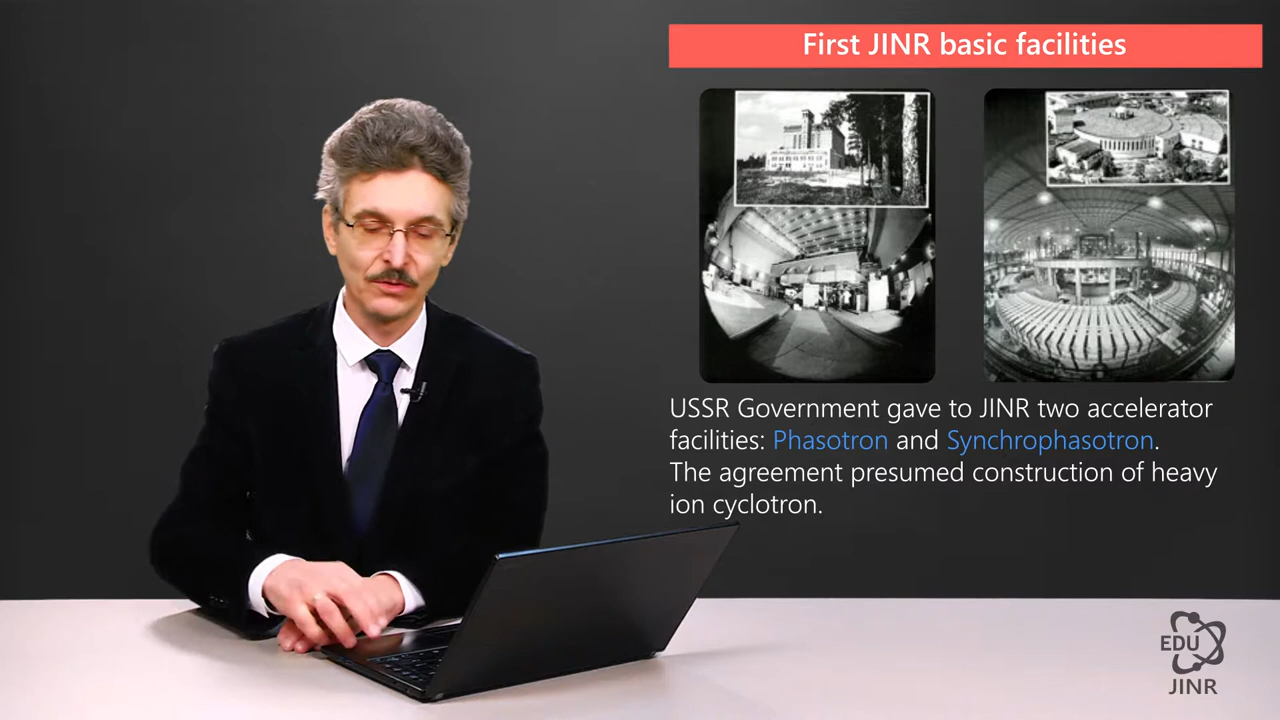 First JINR basic facilities
USSR Government gave to JINR two accelerator
facilities: Phasotron and Synchrophasotron.
The agreement presumed construction of heavy
ion cyclotron.
EDU
JINR